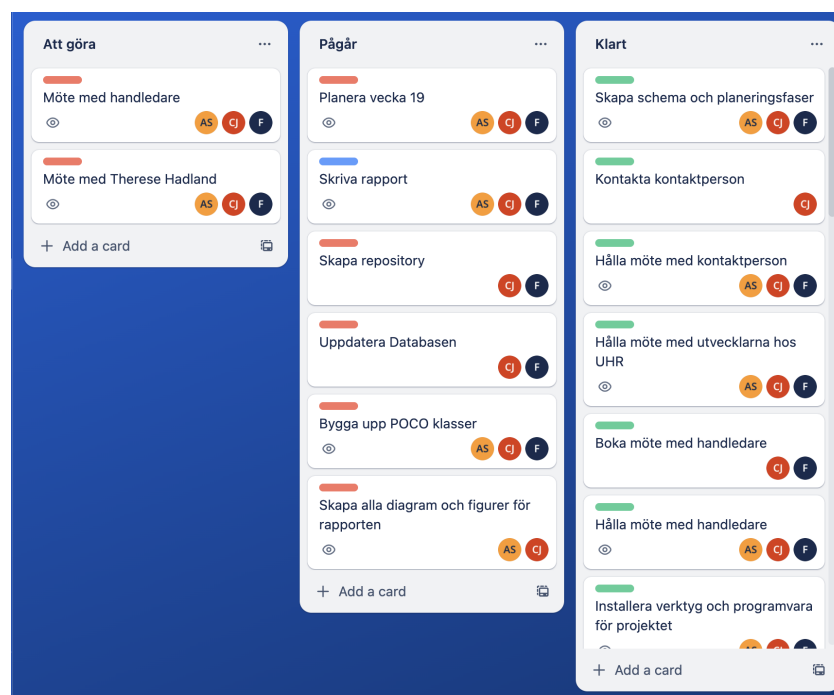 Att göra
Möte med handledare
AS CJ F
Möte med Therese Hadland
AS CJ F
+ Add a card
Pågår
Planera vecka 19
AS CJ F
Skriva rapport
AS CJ F
Skapa repository
CJ F
Uppdatera Databasen
CJ F
Bygga upp POCO klasser
AS CJ F
Skapa alla diagram och figurer för
rapporten
AS CJ
+ Add a card
Klart
Skapa schema och planeringsfaser
AS CJ F
Kontakta kontaktperson
CJ
Hålla möte med kontaktperson
AS CJ F
Hålla möte med utvecklarna hos
UHR
AS CJ F
Boka möte med handledare
CJ F
Hålla möte med handledare
AS CJ F
Installera verktyg och programvara
för projektet
AS CJ F
+ Add a card